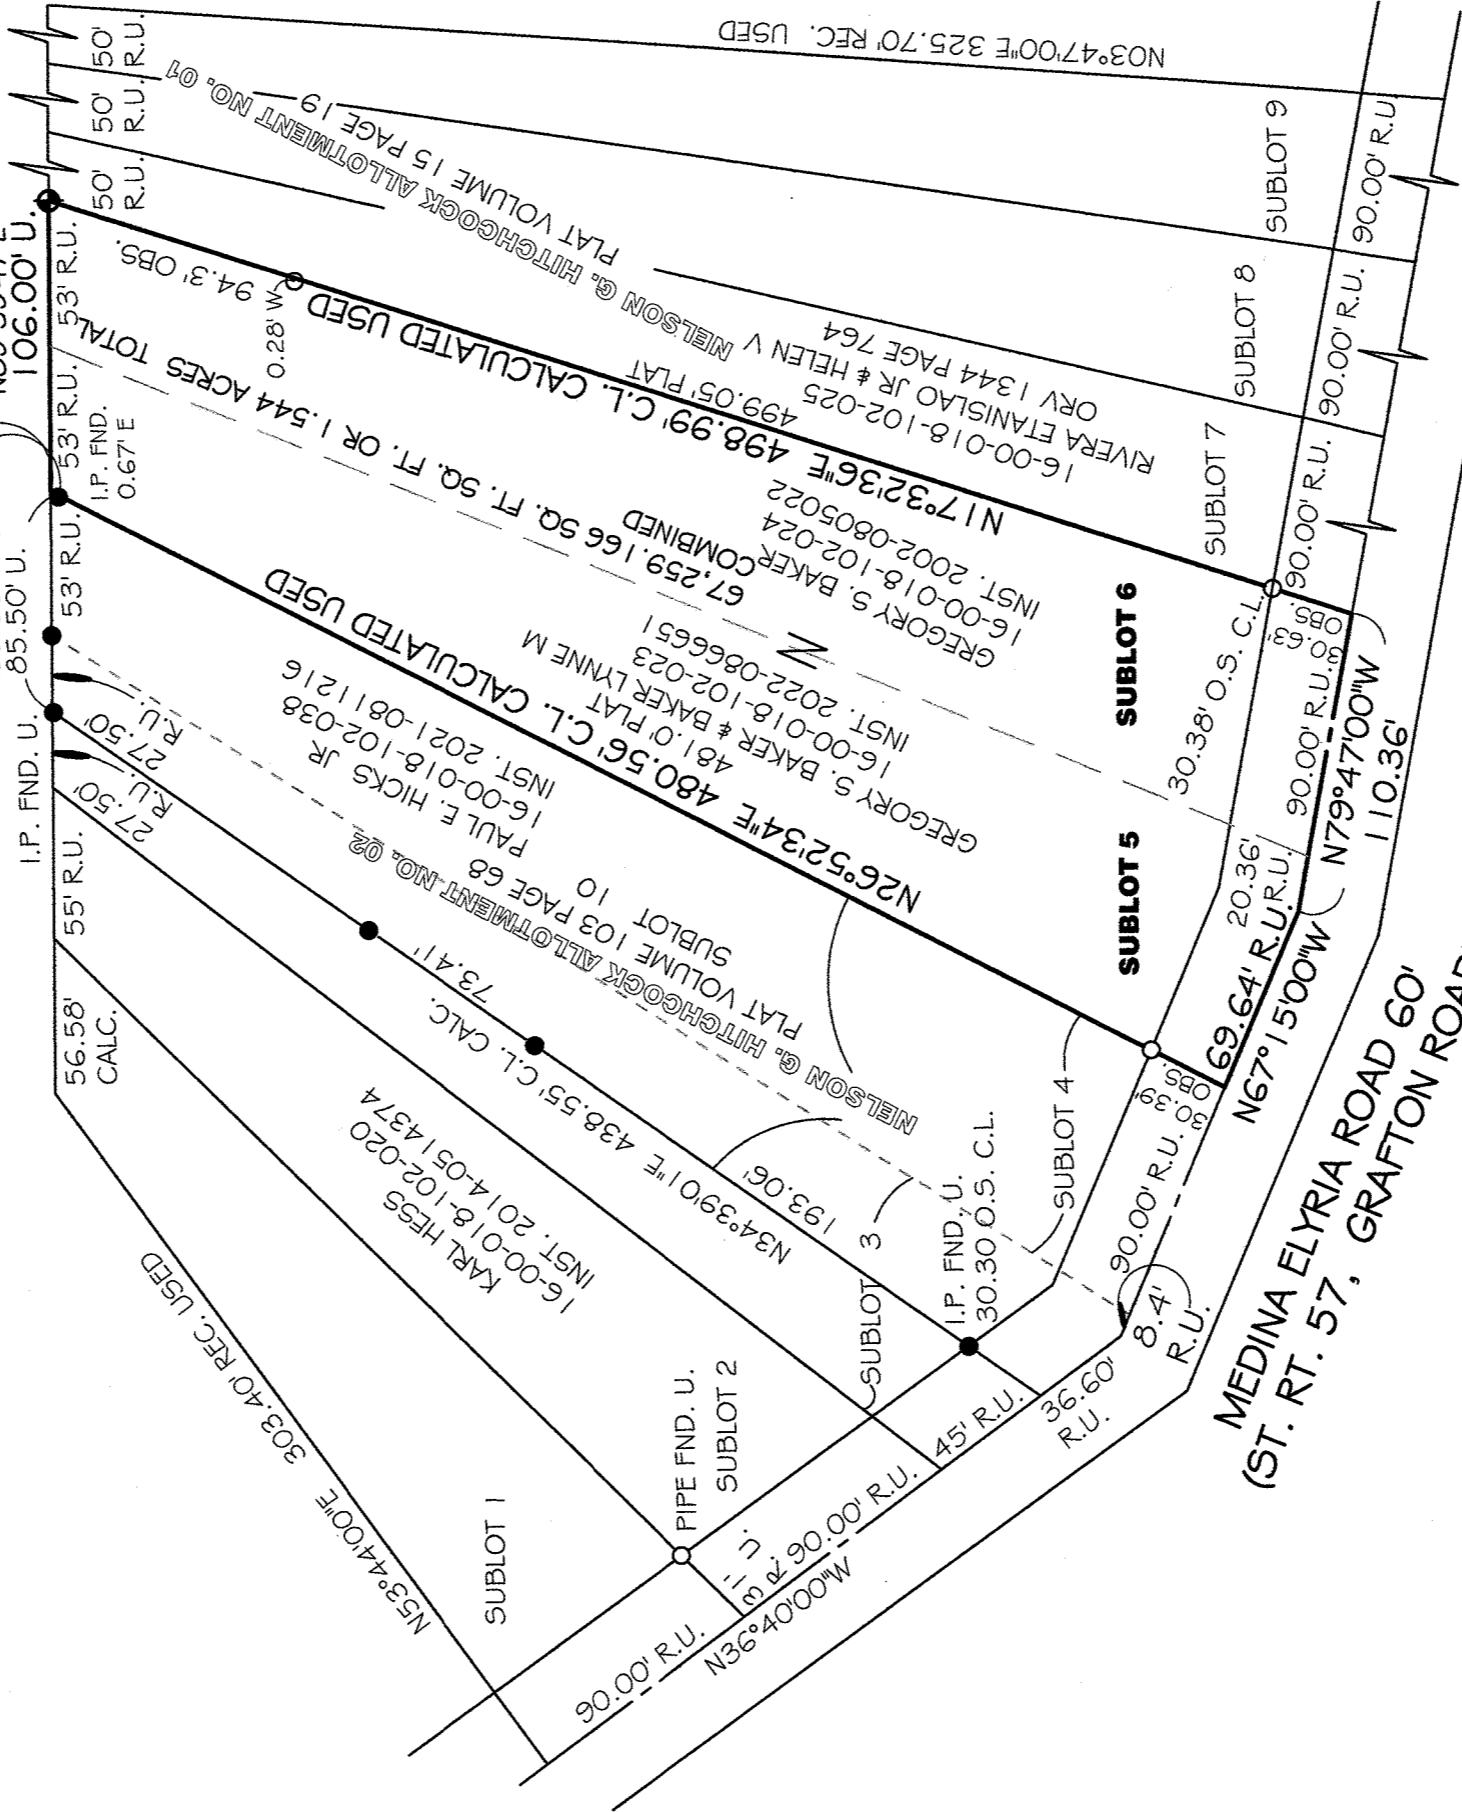 106.00' U.
I.P. FND. U.
85.50' U.
56.58'
CALC.
55' R.U.
27.50'
R.U.
27.50'
R.U.
53' R.U.
53' R.U.
53' R.U.
I.P. FND.
0.67' E
50'
R.U.
50'
R.U.
50'
R.U.
94.3' OBS.
0.28' W
N03°47'00"E 325.70' REC. USED
NELSON G. HITCHCOCK ALLOTMENT NO. 01
PLAT VOLUME 15 PAGE 19
N17°32'36"E 498.99' C.L. CALCULATED USED
499.05' PLAT
16-00-018-102-025
RIVERA ETANISLAO JR & HELEN V
ORV 1344 PAGE 764
67,259.166 SQ. FT. SQ. FT. OR 1.544 ACRES TOTAL
COMBINED
GREGORY S. BAKER
16-00-018-102-024
INST. 2002-0805022
N26°52'34"E 480.56' C.L. CALCULATED USED
481.0' PLAT
GREGORY S. BAKER & BAKER LYNNE M
16-00-018-102-023
INST. 2022-0866651
Z
PAUL E. HICKS JR
16-00-018-102-038
INST. 2021-0811216
NELSON G. HITCHCOCK ALLOTMENT NO. 02
PLAT VOLUME 103 PAGE 68
SUBLOT 10
N34°39'01"E 438.55' C.L. CALC.
73.41'
193.06'
KARL HESS
16-00-018-102-020
INST. 2014-0514374
N53°44'00"E 303.40' REC. USED
SUBLOT 1
PIPE FND. U.
SUBLOT 2
SUBLOT 3
SUBLOT 4
SUBLOT 5
SUBLOT 6
SUBLOT 7
SUBLOT 8
SUBLOT 9
I.P. FND. U.
30.30 O.S. C.L.
30.38' O.S. C.L.
90.00' R.U.
31'
R.U.
90.00' R.U.
45' R.U.
36.60'
R.U.
8.4'
R.U.
90.00' R.U.
30.39'
OBS.
69.64' R.U.
20.36'
R.U.
90.00' R.U.
30.63'
OBS.
90.00' R.U.
90.00' R.U.
90.00' R.U
N36°40'00"W
N67°15'00"W
N79°47'00"W
110.36'
MEDINA ELYRIA ROAD 60'
(ST. RT. 57, GRAFTON